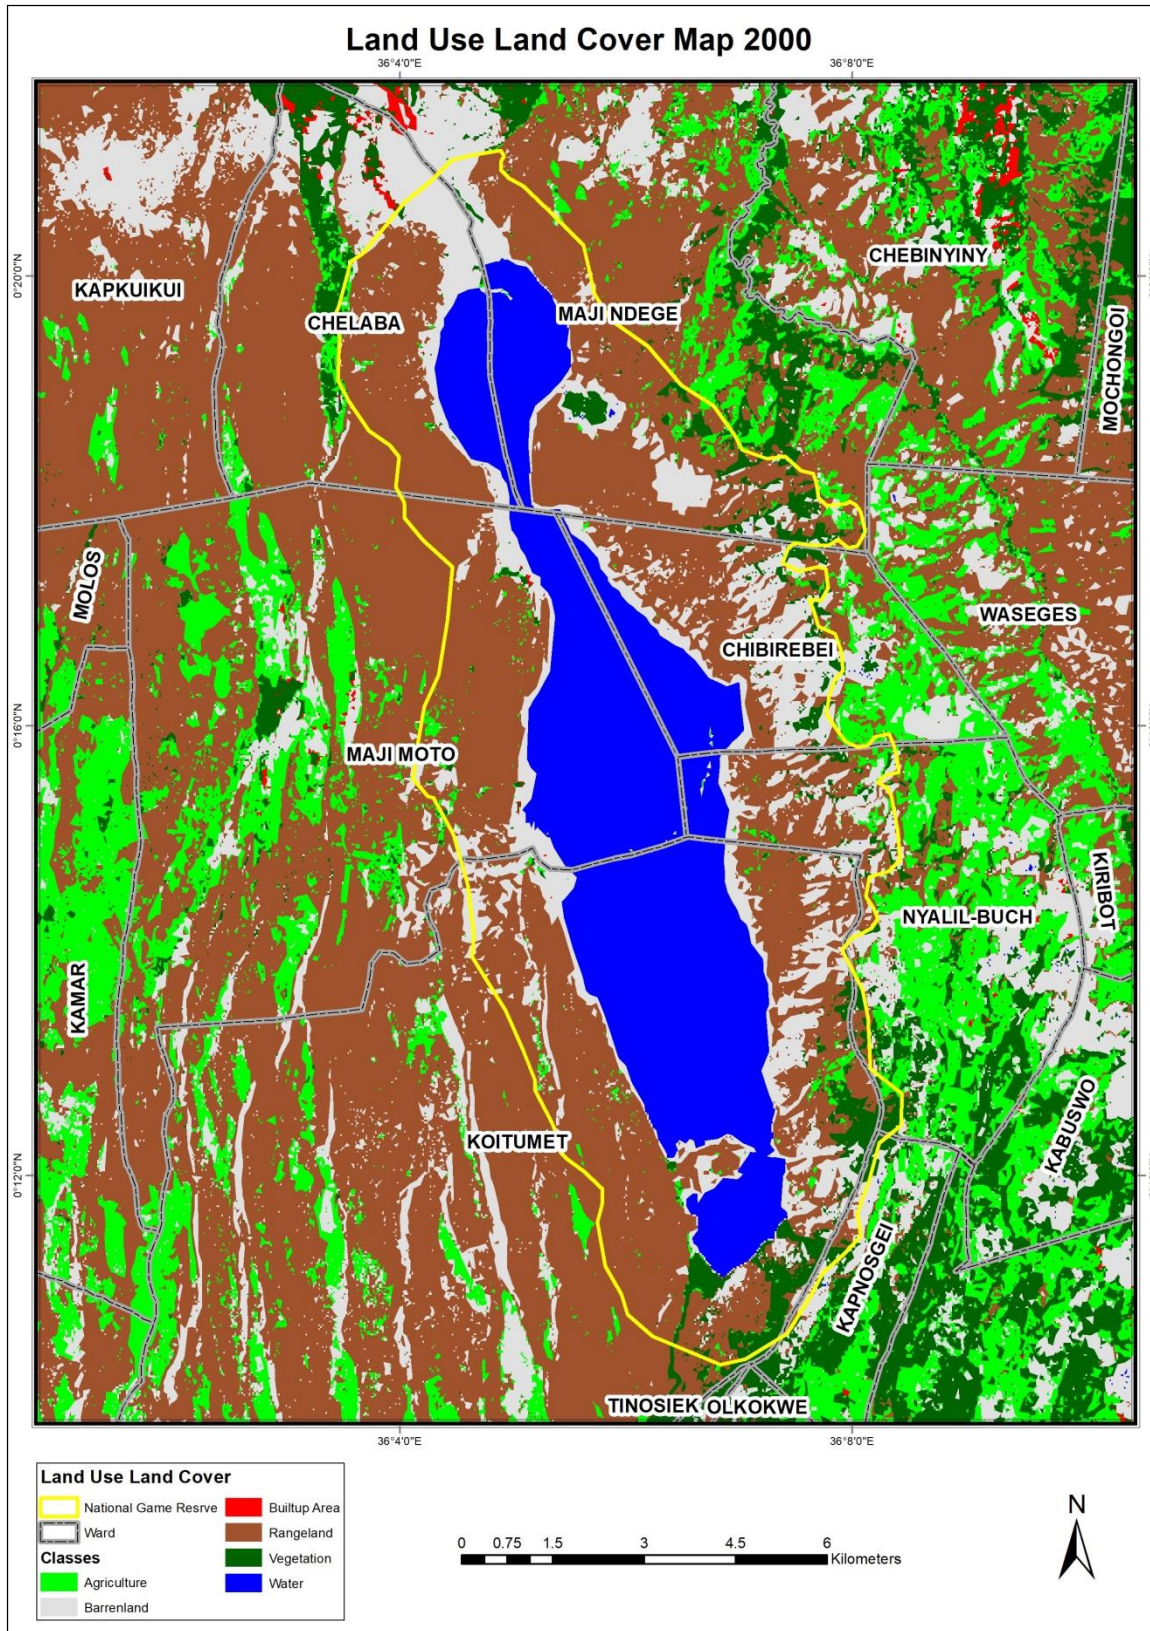 Land Use Land Cover Map 2000
36°4'0"E
36°8'0"E
CHEBINYINY
0°20'0"N
KAPKUIKUI
MAJI NDEGE
CHELABA
MOCHONGOI
MOLOS
WASEGES
CHIBIREBEI
0°16'0"N
MAJI MOTO
KIRIBOT
NYALIL-BUCH
KAMAR
KABUSWO
KOITUMET
0°12'0"N
KAPNOSGEI
TINOSIEK
OLKOKWE
36°4'0"E
36°8'0"E
Land Use Land Cover
National Game Resrve
Ward
Classes
Agriculture
Barrenland
Builtup Area
Rangeland
Vegetation
Water
0 0.75 1.5 3 4.5 6
Kilometers
N